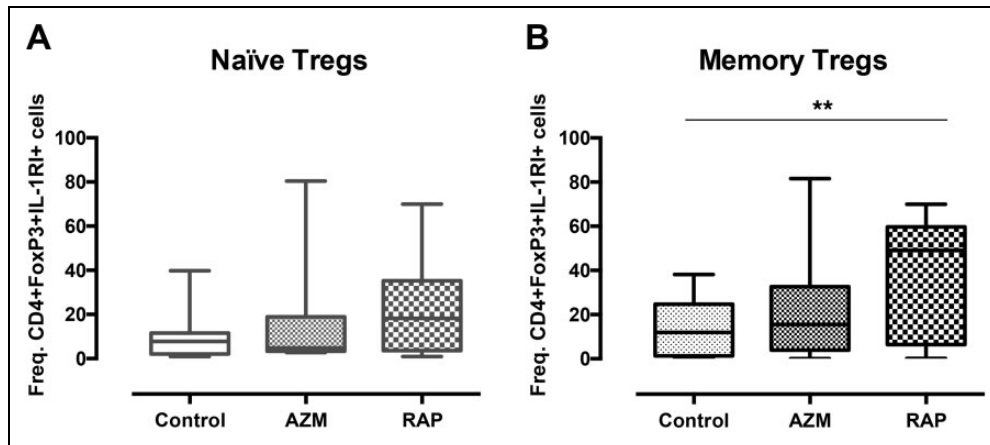 A
Naïve Tregs
Freq. CD4+FoxP3+IL-1RI+ cells
100
80
60
40
20
0
Control AZM RAP
B
Memory Tregs
**
Freq. CD4+FoxP3+IL-1RI+ cells
100
80
60
40
20
0
Control AZM RAP